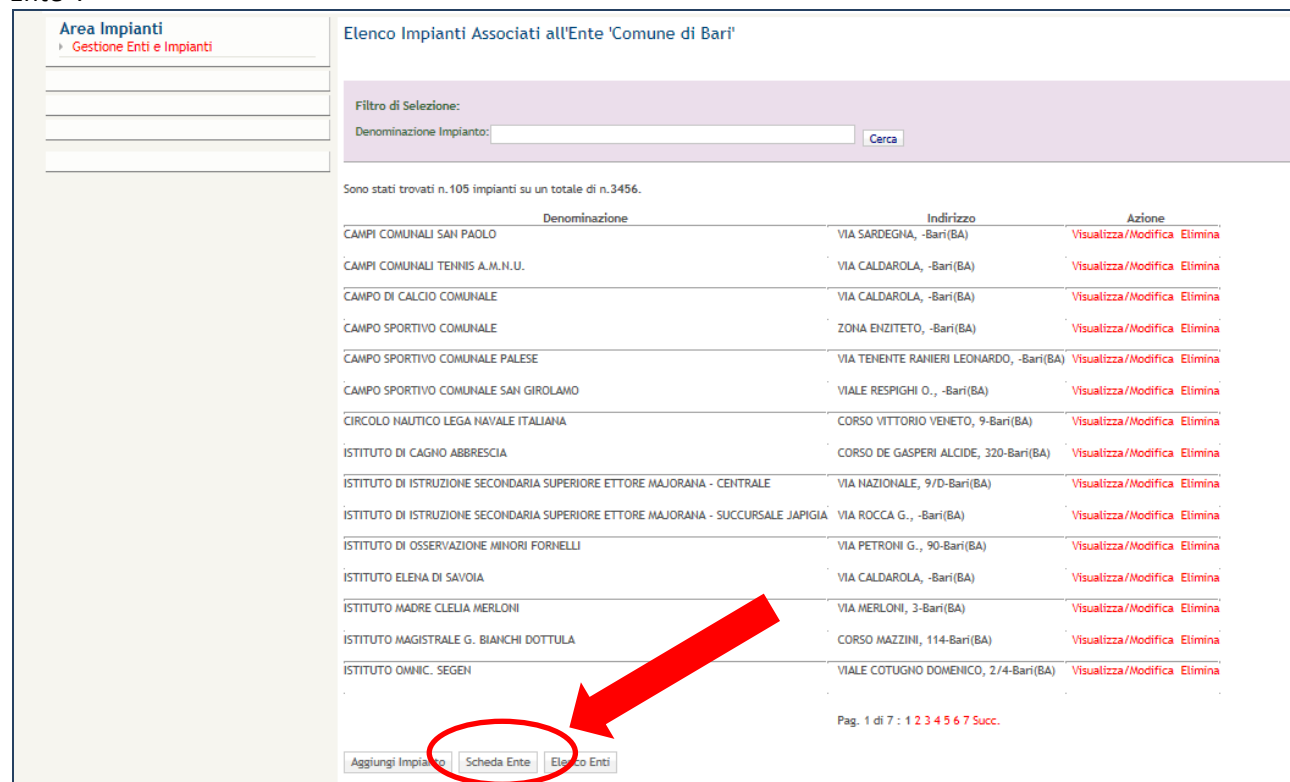 Area Impianti
Gestione Enti e Impianti
Elenco Impianti Associati all'Ente 'Comune di Bari'
Filtro di Selezione:
Denominazione Impianto:
Cerca
Sono stati trovati n.105 impianti su un totale di n.3456.
Denominazione Indirizzo Azione
CAMPI COMUNALI SAN PAOLO VIA SARDEGNA, -Bari(BA) Visualizza/Modifica Elimina
CAMPI COMUNALI TENNIS A.M.N.U. VIA CALDAROLA, -Bari(BA) Visualizza/Modifica Elimina
CAMPO DI CALCIO COMUNALE VIA CALDAROLA, -Bari(BA) Visualizza/Modifica Elimina
CAMPO SPORTIVO COMUNALE ZONA ENZITETO, -Bari(BA) Visualizza/Modifica Elimina
CAMPO SPORTIVO COMUNALE PALESE VIA TENENTE RANIERI LEONARDO, -Bari(BA) Visualizza/Modifica Elimina
CAMPO SPORTIVO COMUNALE SAN GIROLAMO VIALE RESPIGHI O., -Bari(BA) Visualizza/Modifica Elimina
CIRCOLO NAUTICO LEGA NAVALE ITALIANA CORSO VITTORIO VENETO, 9-Bari(BA) Visualizza/Modifica Elimina
ISTITUTO DI CAGNO ABBRESCIA CORSO DE GASPERI ALCIDE, 320-Bari(BA) Visualizza/Modifica Elimina
ISTITUTO DI ISTRUZIONE SECONDARIA SUPERIORE ETTORE MAJORANA - CENTRALE VIA NAZIONALE, 9/D-Bari(BA) Visualizza/Modifica Elimina
ISTITUTO DI ISTRUZIONE SECONDARIA SUPERIORE ETTORE MAJORANA - SUCCURSALE JAPIGIA VIA ROCCA G., -Bari(BA) Visualizza/Modifica Elimina
ISTITUTO DI OSSERVAZIONE MINORI FORNELLI VIA PETRONI G., 90-Bari(BA) Visualizza/Modifica Elimina
ISTITUTO ELENA DI SAVOIA VIA CALDAROLA, -Bari(BA) Visualizza/Modifica Elimina
ISTITUTO MADRE CLELIA MERLONI VIA MERLONI, 3-Bari(BA) Visualizza/Modifica Elimina
ISTITUTO MAGISTRALE G. BIANCHI DOTTULA CORSO MAZZINI, 114-Bari(BA) Visualizza/Modifica Elimina
ISTITUTO OMNIC. SEGEN VIALE COTUGNO DOMENICO, 2/4-Bari(BA) Visualizza/Modifica Elimina
Pag. 1 di 7 : 1 2 3 4 5 6 7 Succ.
Aggiungi Impianto Scheda Ente Elenco Enti